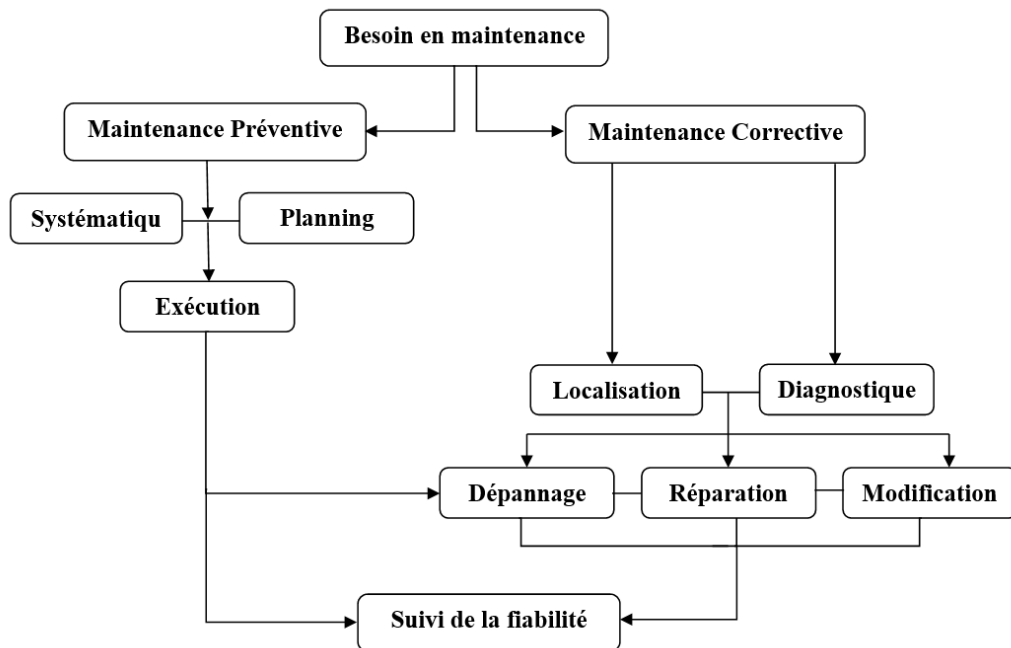 Besoin en maintenance
Maintenance Préventive
Maintenance Corrective
Systématiqu
Planning
Exécution
Localisation
Diagnostique
Dépannage
Réparation
Modification
Suivi de la fiabilité